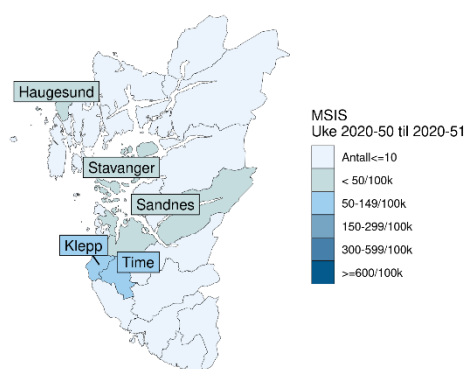 Haugesund
Stavanger
Sandnes
Klepp
Time
MSIS
Uke 2020-50 til 2020-51
Antall<=10
< 50/100k
50-149/100k
150-299/100k
300-599/100k
>=600/100k